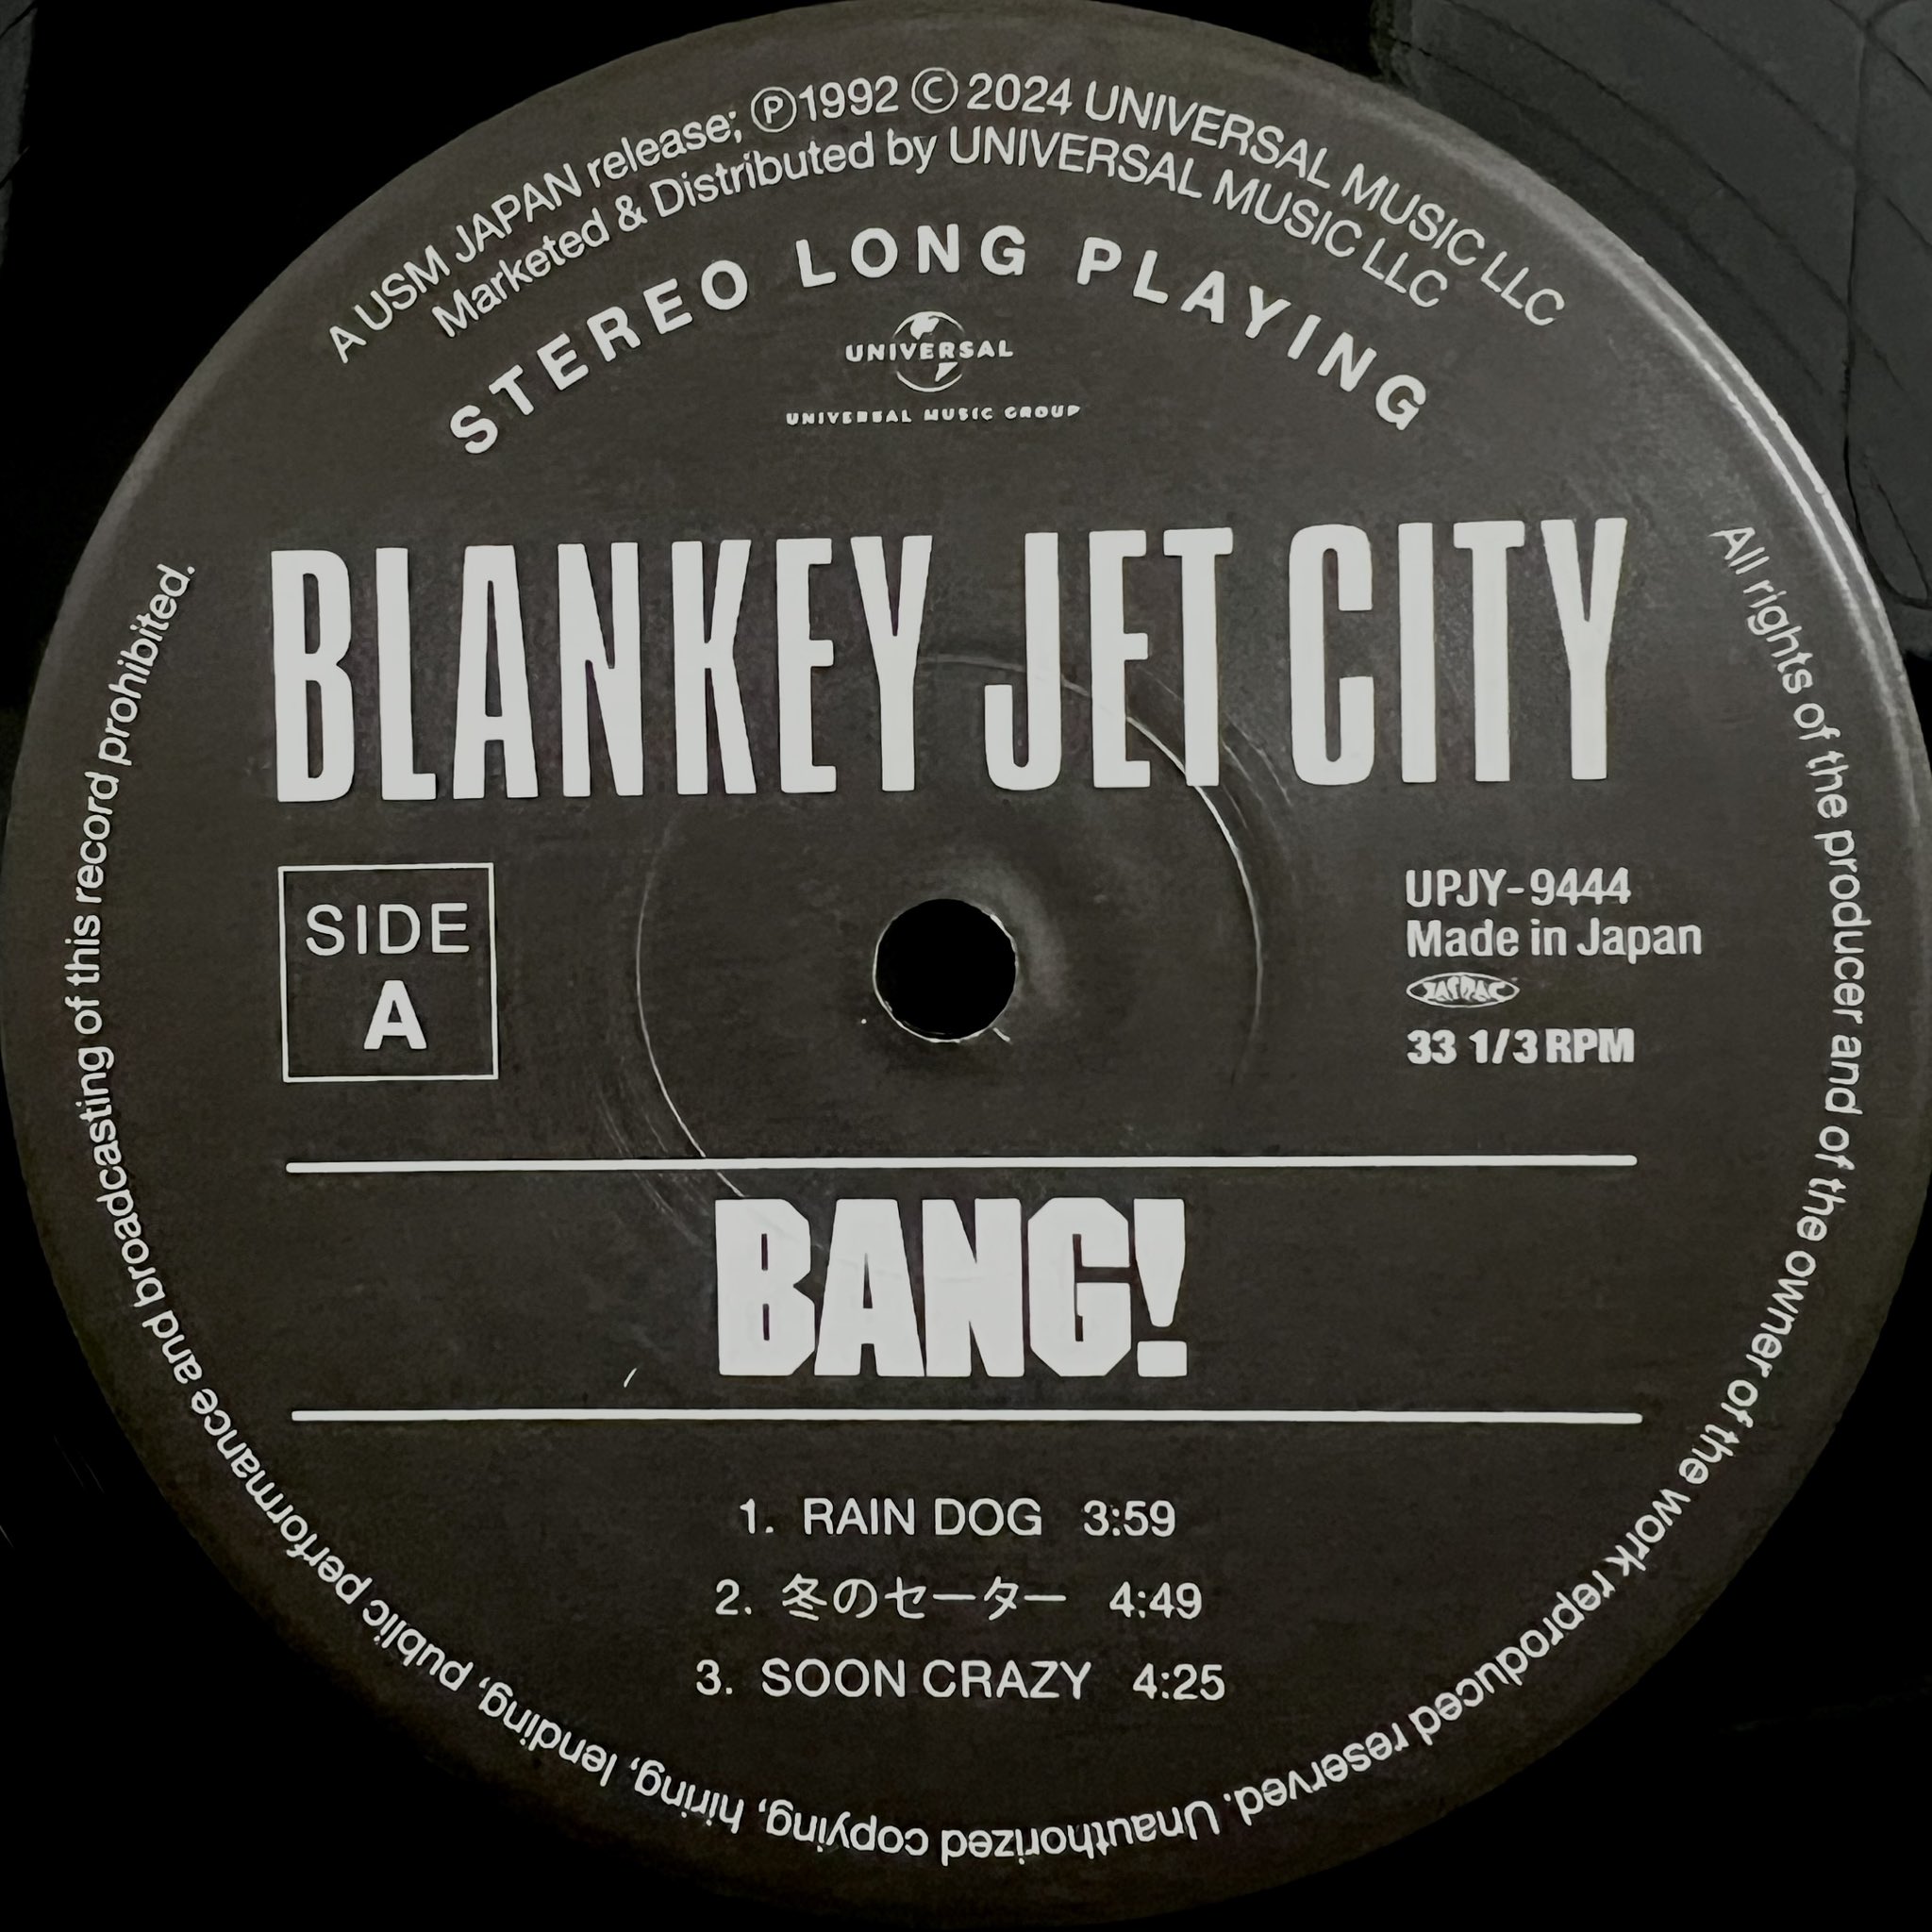 A USM JAPAN release; Ⓟ1992 Ⓒ2024 UNIVERSAL MUSIC LLC
Marketed & Distributed by UNIVERSAL MUSIC LLC
STEREO LONG PLAYING
UNIVERSAL
UNIVERSAL MUSIC GROUP
BLANKEY JET CITY
SIDE
A
UPJY-9444
Made in Japan
JASRAC
33 1/3 RPM
BANG!
1. RAIN DOG 3:59
2. 冬のセーター 4:49
3. SOON CRAZY 4:25
All rights of the producer and of the owner of the work reproduced reserved. Unauthorized copying, hiring, lending, public performance and broadcasting of this record prohibited.